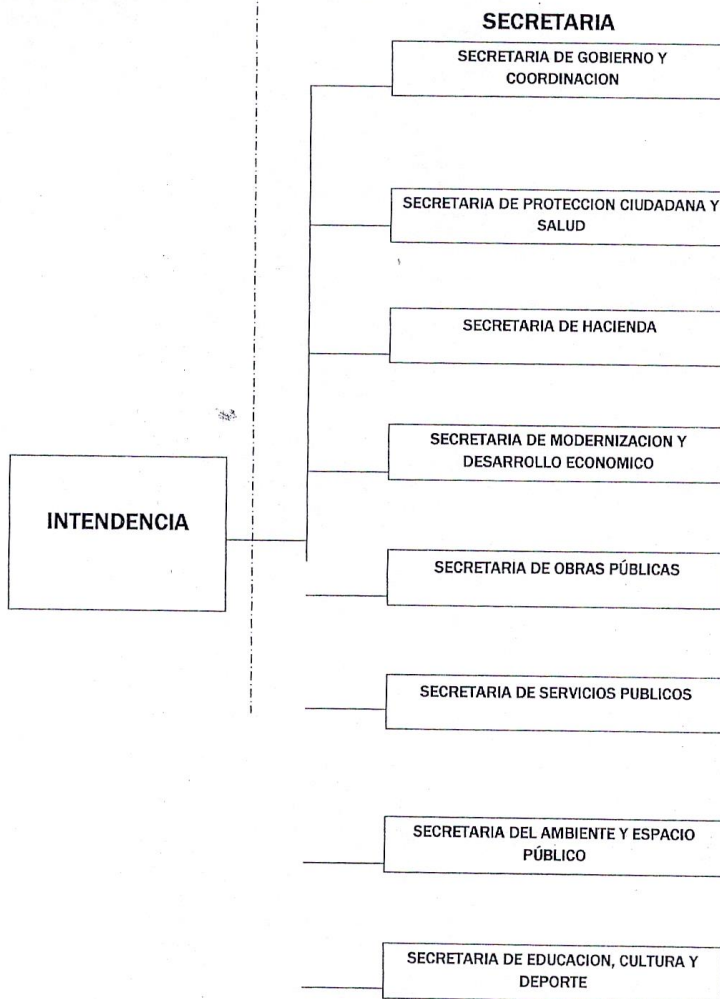 SECRETARIA
SECRETARIA DE GOBIERNO Y
COORDINACION
SECRETARIA DE PROTECCION CIUDADANA Y
SALUD
SECRETARIA DE HACIENDA
SECRETARIA DE MODERNIZACION Y
DESARROLLO ECONOMICO
INTENDENCIA
SECRETARIA DE OBRAS PÚBLICAS
SECRETARIA DE SERVICIOS PUBLICOS
SECRETARIA DEL AMBIENTE Y ESPACIO
PÚBLICO
SECRETARIA DE EDUCACION, CULTURA Y
DEPORTE